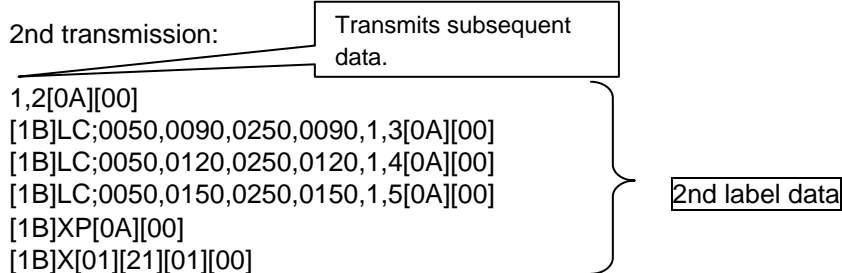 2nd transmission:
Transmits subsequent
data.
1,2[0A][00]
[1B]LC;0050,0090,0250,0090,1,3[0A][00]
[1B]LC;0050,0120,0250,0120,1,4[0A][00]
[1B]LC;0050,0150,0250,0150,1,5[0A][00]
2nd label data
[1B]XP[0A][00]
[1B]X[01][21][01][00]